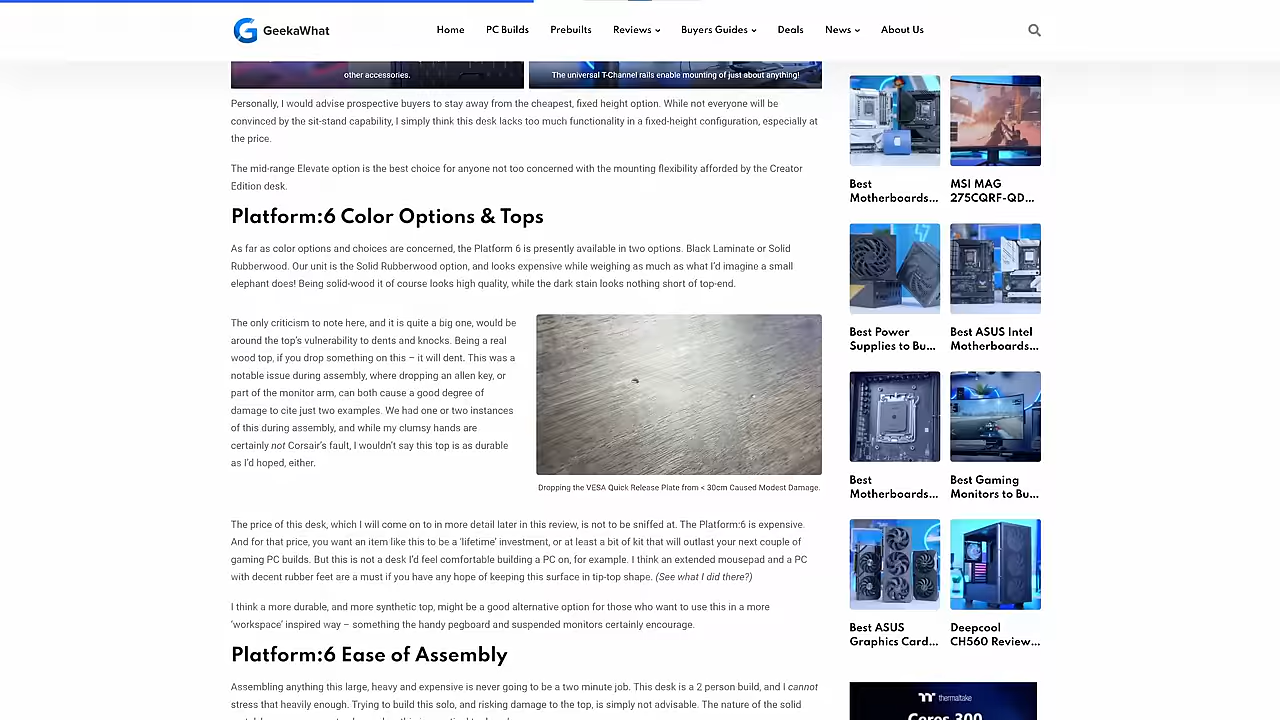 GeekaWhat
Home
PC Builds
Prebuilts
Reviews
Buyers Guides
Deals
News
About Us
other accessories.
The universal T-Channel rails enable mounting of just about anything!
Personally, I would advise prospective buyers to stay away from the cheapest, fixed height option. While not everyone will be
convinced by the sit-stand capability, I simply think this desk lacks too much functionality in a fixed-height configuration, especially at
the price.
The mid-range Elevate option is the best choice for anyone not too concerned with the mounting flexibility afforded by the Creator
Edition desk.
Platform:6 Color Options & Tops
As far as color options and choices are concerned, the Platform 6 is presently available in two options. Black Laminate or Solid
Rubberwood. Our unit is the Solid Rubberwood option, and looks expensive while weighing as much as what I'd imagine a small
elephant does! Being solid-wood it of course looks high quality, while the dark stain looks nothing short of top-end.
The only criticism to note here, and it is quite a big one, would be
around the top's vulnerability to dents and knocks. Being a real
wood top, if you drop something on this – it will dent. This was a
notable issue during assembly, where dropping an allen key, or
part of the monitor arm, can both cause a good degree of
damage to cite just two examples. We had one or two instances
of this during assembly, and while my clumsy hands are
certainly not Corsair's fault, I wouldn't say this top is as durable
as I'd hoped, either.
Dropping the VESA Quick Release Plate from < 30cm Caused Modest Damage.
The price of this desk, which I will come on to in more detail later in this review, is not to be sniffed at. The Platform:6 is expensive.
And for that price, you want an item like this to be a 'lifetime' investment, or at least a bit of kit that will outlast your next couple of
gaming PC builds. But this is not a desk I'd feel comfortable building a PC on, for example. I think an extended mousepad and a PC
with decent rubber feet are a must if you have any hope of keeping this surface in tip-top shape. (See what I did there?)
I think a more durable, and more synthetic top, might be a good alternative option for those who want to use this in a more
'workspace' inspired way – something the handy pegboard and suspended monitors certainly encourage.
Platform:6 Ease of Assembly
Assembling anything this large, heavy and expensive is never going to be a two minute job. This desk is a 2 person build, and I cannot
stress that heavily enough. Trying to build this solo, and risking damage to the top, is simply not advisable. The nature of the solid
Best
Motherboards...
MSI MAG
275CQRF-QD...
Best Power
Supplies to Bu...
Best ASUS Intel
Motherboards...
Best
Motherboards...
Best Gaming
Monitors to Bu...
Best ASUS
Graphics Card...
Deepcool
CH560 Review...
thermaltake
Ceres 300